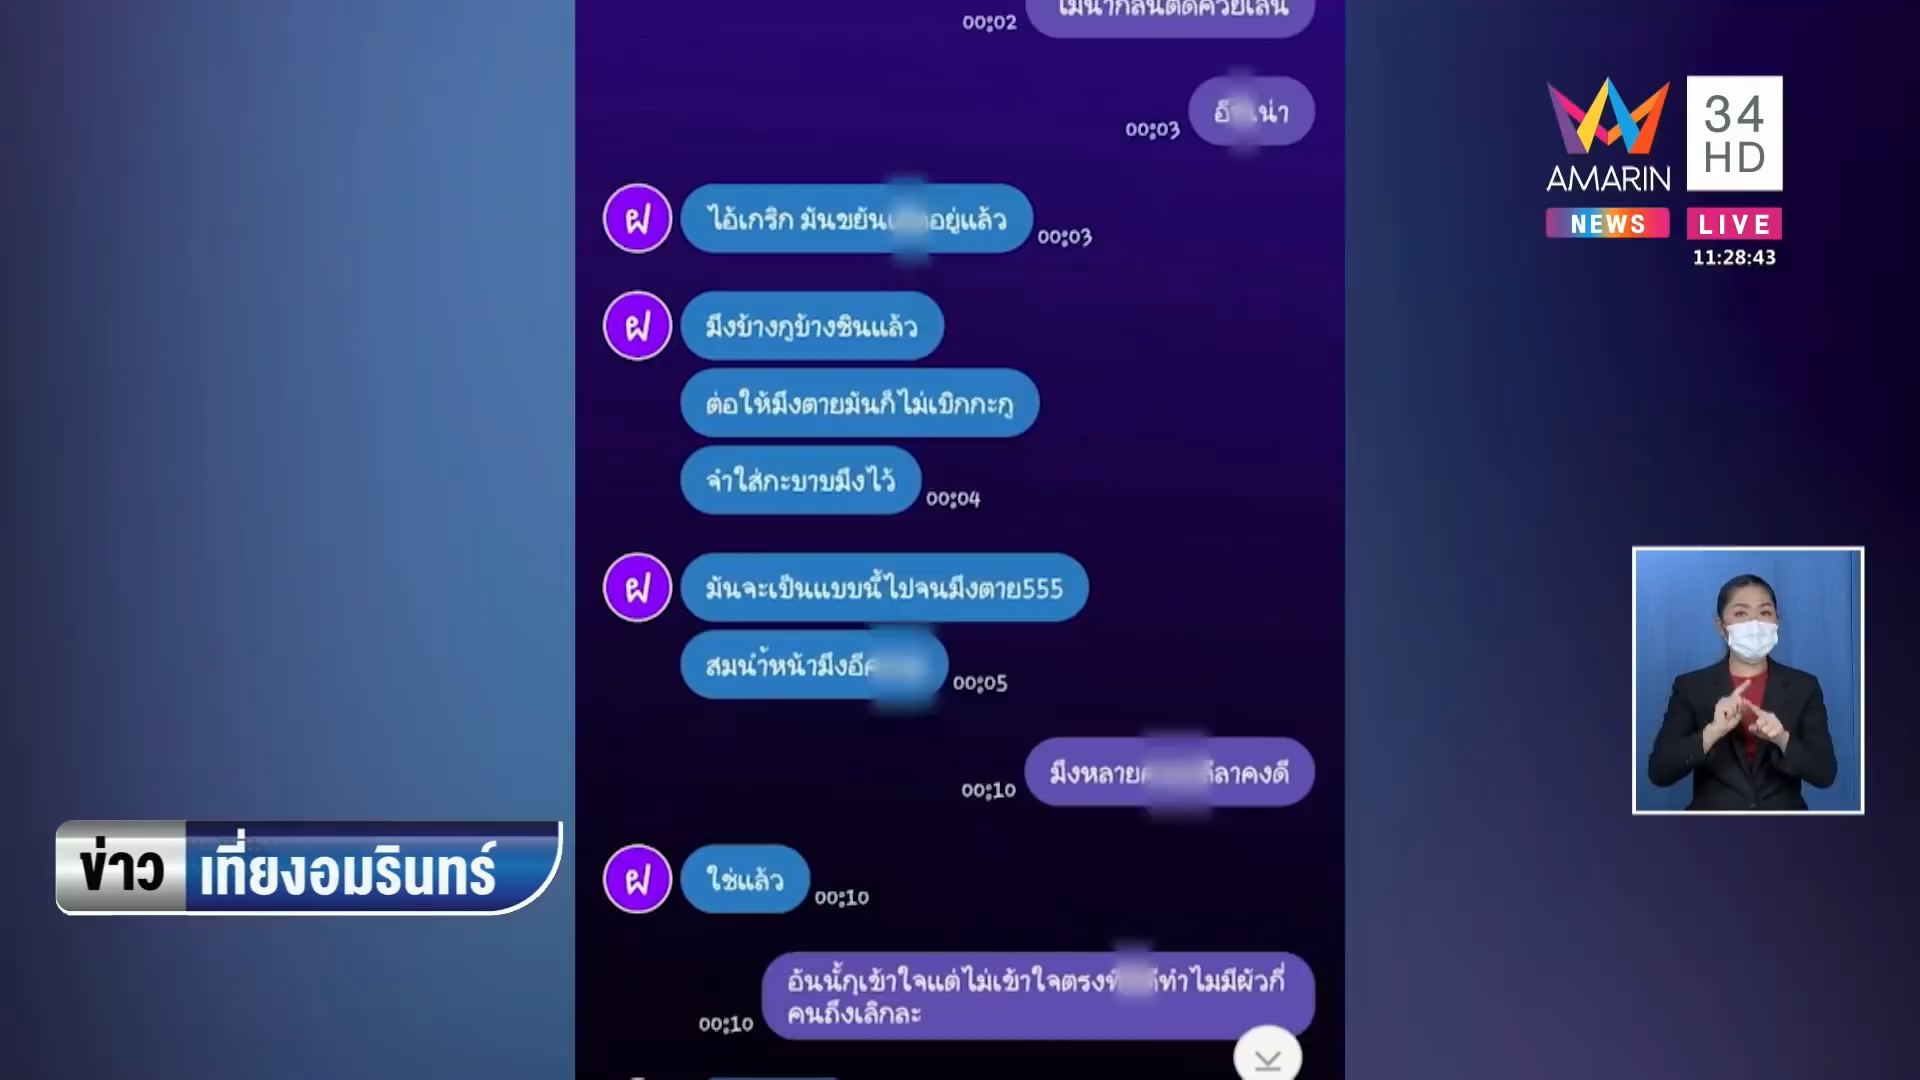 00:02
อี
น่า
00:03
AMARIN
34
HD
NEWS
LIVE
11:28:43
ฝ
ไอ้เกริก มันขยัน
อยู่แล้ว
00:03
ฝ
มึงข้างกูข้างชินแล้ว
ต่อให้มึงตายมันก็ไม่เบิกกะกู
จำใส่กะบาบมึงไว้
00:04
ฝ
มันจะเป็นแบบนี้ไปจนมึงตาย555
สมน้ำหน้ามึงอี
00:05
มึงหลาย
ลีลาคงดี
00:10
ฝ
ใช่แล้ว
00:10
อันนั้กุเข้าใจแต่ไม่เข้าใจตรง
ทำไมมีผัวกี่
คนถึงเลิกละ
00:10
ข่าว เที่ยงอมรินทร์